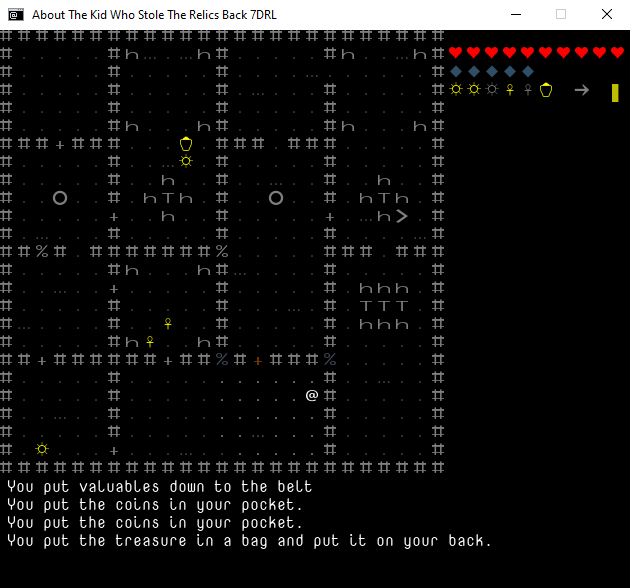 About The Kid Who Stole The Relics Back 7DRL
You put valuables down to the belt
You put the coins in your pocket.
You put the coins in your pocket.
You put the treasure in a bag and put it on your back.